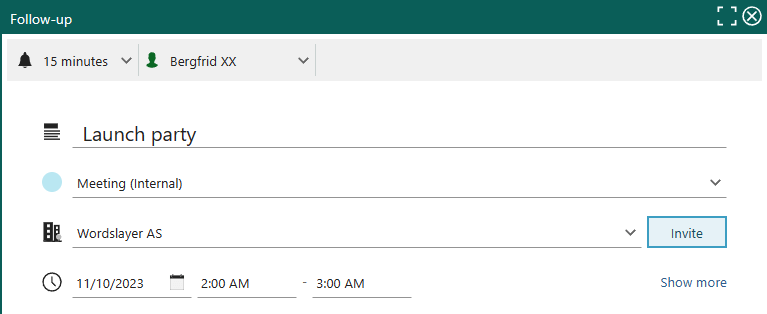 Follow-up
15 minutes Bergfrid XX
Launch party
Meeting (Internal)
Wordslayer AS Invite
11/10/2023 2:00 AM - 3:00 AM Show more